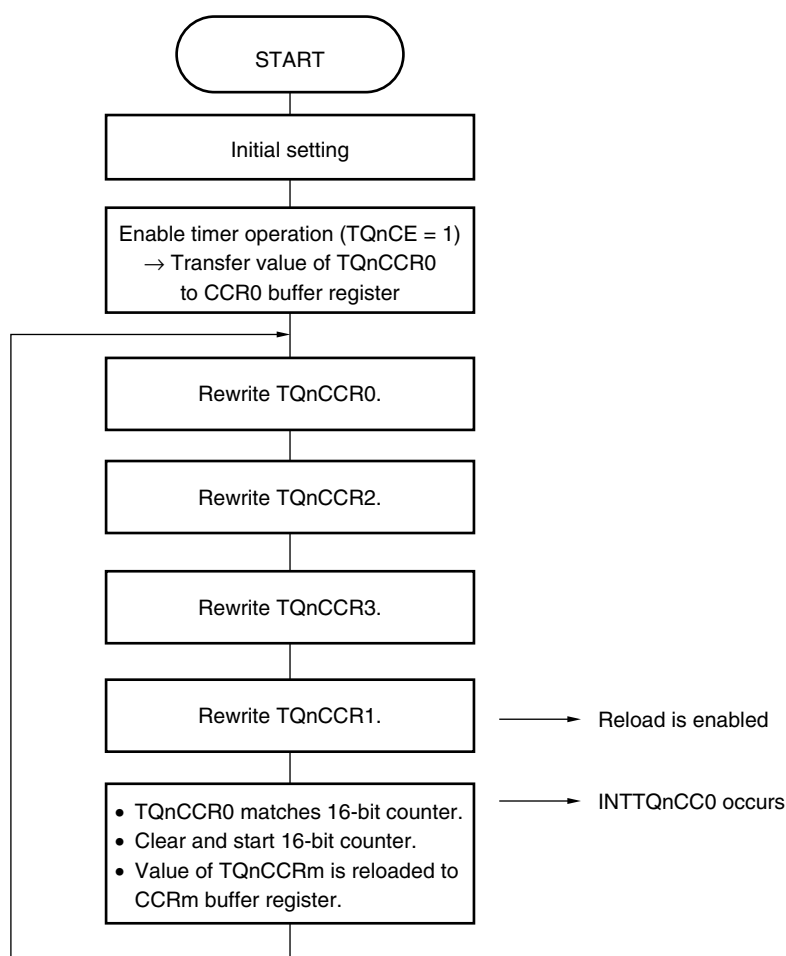 START
Initial setting
Enable timer operation (TQnCE = 1)
→ Transfer value of TQnCCR0
to CCR0 buffer register
Rewrite TQnCCR0.
Rewrite TQnCCR2.
Rewrite TQnCCR3.
Rewrite TQnCCR1.
Reload is enabled
• TQnCCR0 matches 16-bit counter.
INTTQnCC0 occurs
• Clear and start 16-bit counter.
• Value of TQnCCRm is reloaded to
CCRm buffer register.